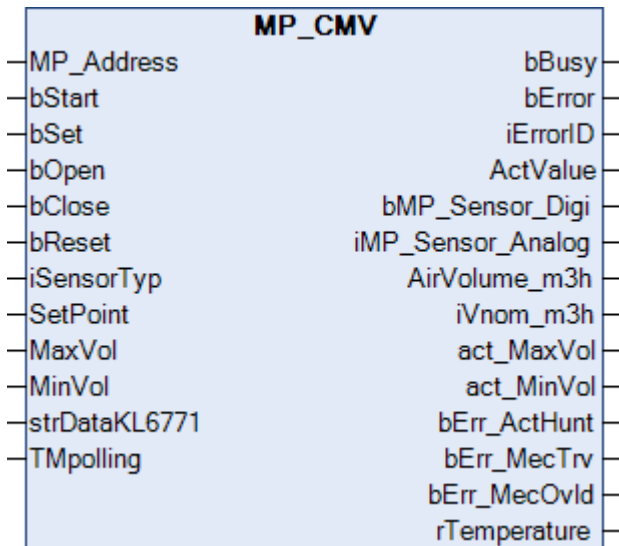 MP_CMV
MP_Address bBusy
bStart bError
bSet iErrorID
bOpen ActValue
bClose bMP_Sensor_Digi
bReset iMP_Sensor_Analog
iSensorTyp AirVolume_m3h
SetPoint iVnom_m3h
MaxVol act_MaxVol
MinVol act_MinVol
strDataKL6771 bErr_ActHunt
TMpolling bErr_MecTrv
bErr_MecOvld
rTemperature